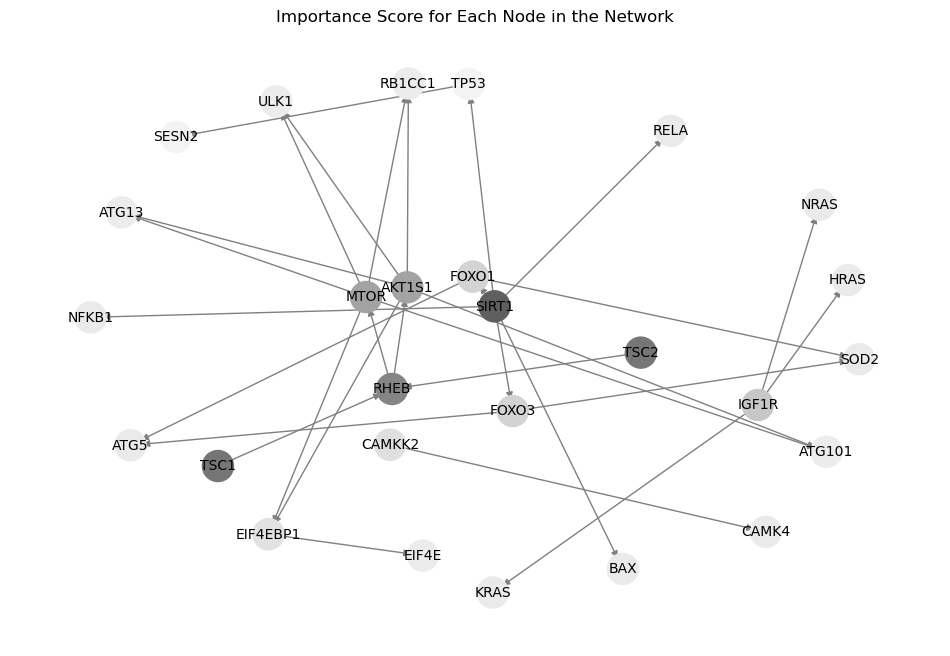 Importance Score for Each Node in the Network
RB1CC1
TP53
ULK1
SESN2
RELA
ATG13
NRAS
FOXO1
HRAS
AKT1S1
MTOR
SIRT1
NFKB1
TSC2
SOD2
RHEB
IGF1R
FOXO3
CAMKK2
ATG5
ATG101
TSC1
CAMK4
EIF4EBP1
EIF4E
BAX
KRAS